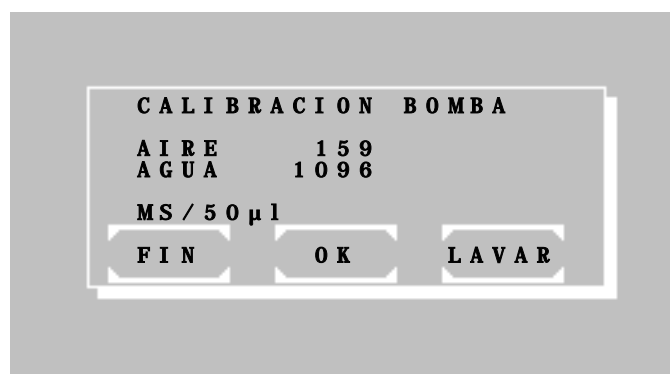 CALIBRACION BOMBA
AIRE 159
AGUA 1096
MS/50µl
FIN OK LAVAR